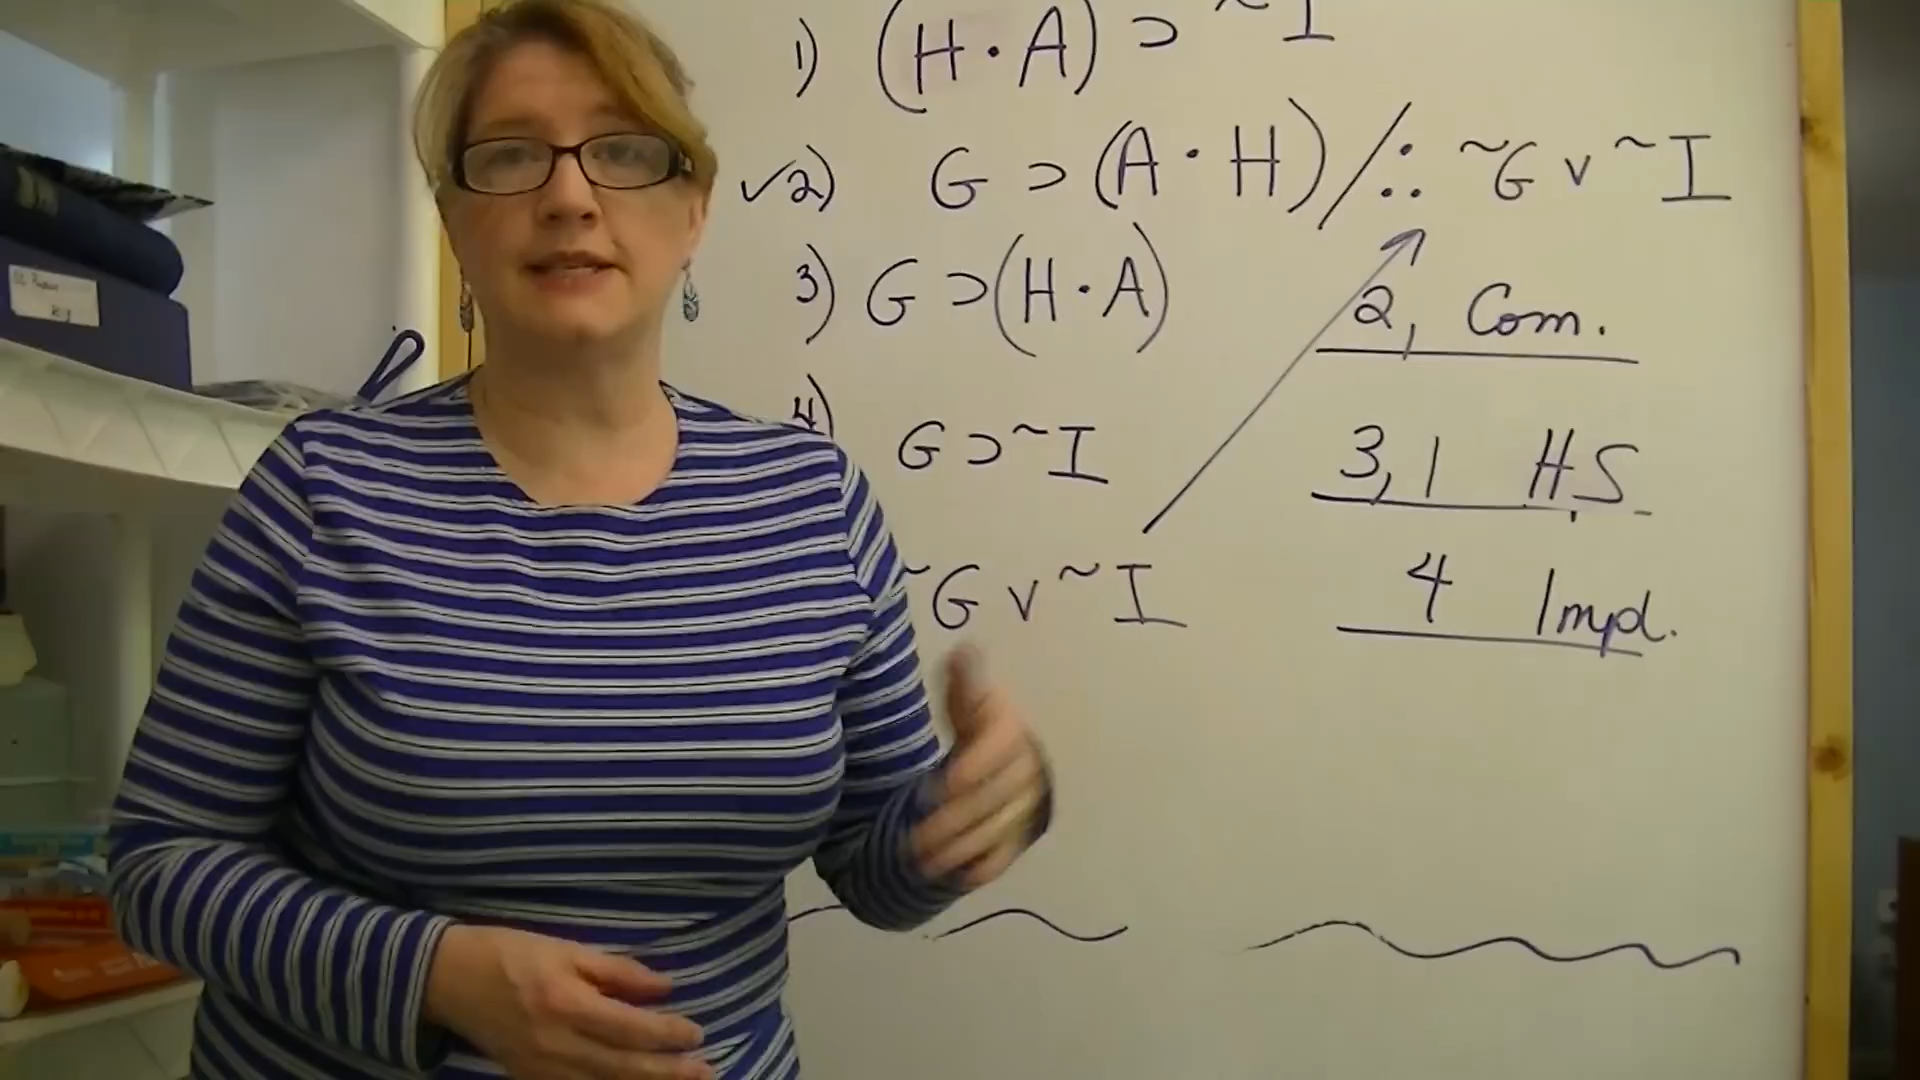 1) (H · A) ⊃ ~I
✓2) G ⊃ (A · H) / ∴ ~G v ~I
3) G ⊃ (H · A) 2, Com.
4) G ⊃ ~I 3, 1 HS
~G v ~I 4 Impl.